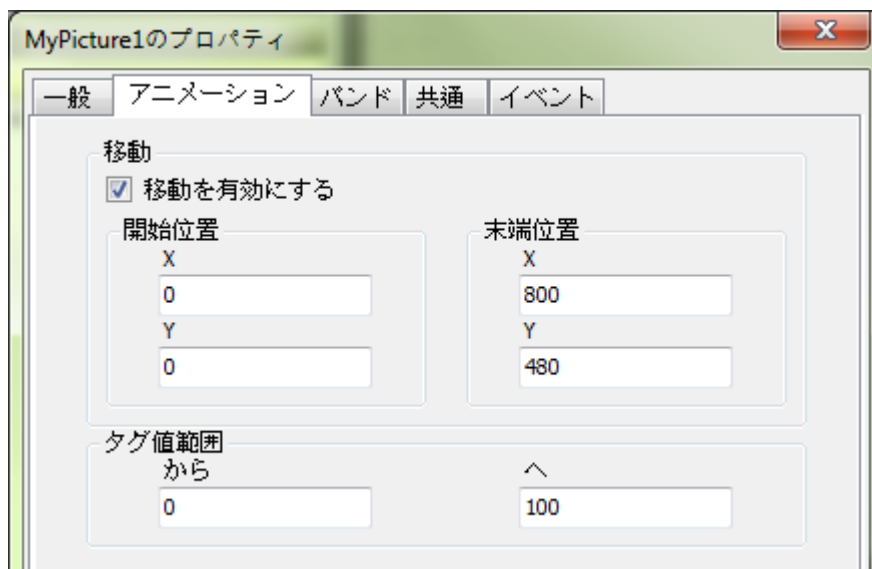 MyPicture1のプロパティ
一般 アニメーション バンド 共通 イベント
移動
移動を有効にする
開始位置 末端位置
X X
0 800
Y Y
0 480
タグ値範囲
から へ
0 100